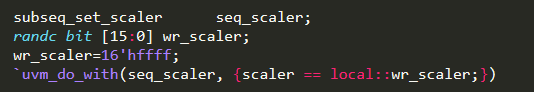 subseq_set_scaler seq_scaler;
randc bit [15:0] wr_scaler;
wr_scaler=16'hffff;
`uvm_do_with(seq_scaler, {scaler == local::wr_scaler;})